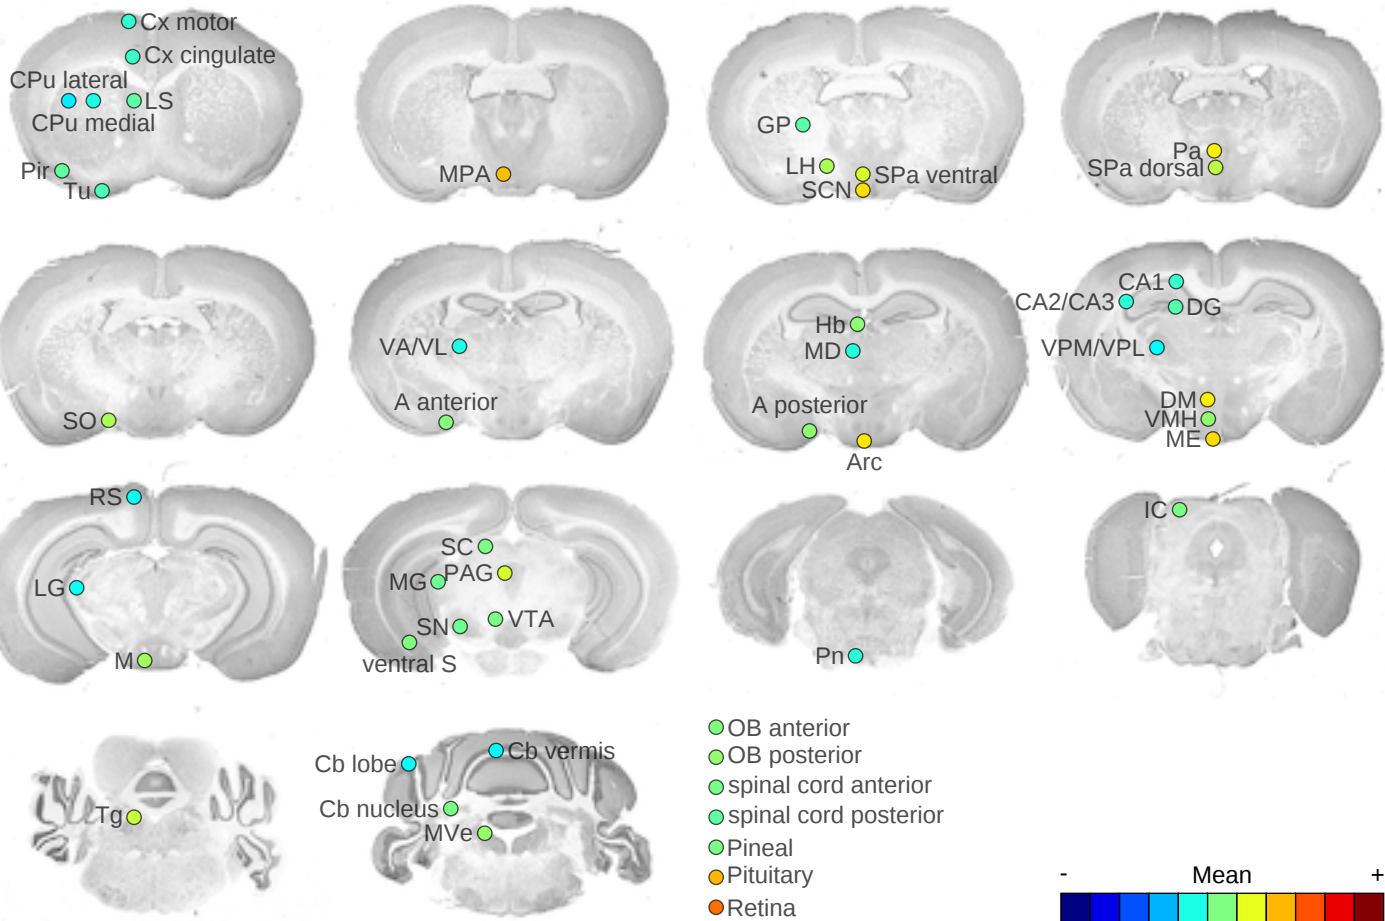 Cx motor
Cx cingulate
CPu lateral
LS
CPu medial
Pir
Tu
MPA
GP
LH
SPa ventral
SCN
Pa
SPa dorsal
SO
VA/VL
A anterior
Hb
MD
A posterior
Arc
CA1
CA2/CA3
DG
VPM/VPL
DM
VMH
ME
RS
LG
M
SC
MG
PAG
SN
VTA
ventral S
Pn
IC
Tg
Cb lobe
Cb vermis
Cb nucleus
MVe
OB anterior
OB posterior
spinal cord anterior
spinal cord posterior
Pineal
Pituitary
Retina
- Mean +